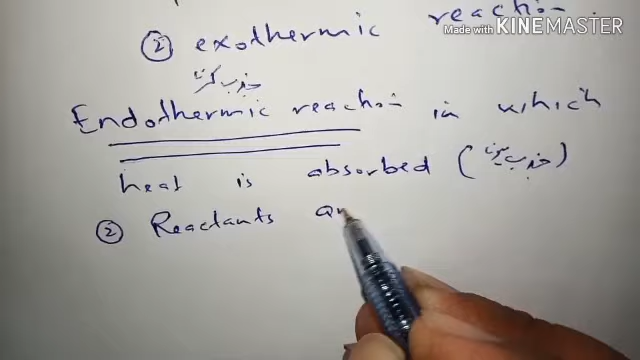 reaction
Made with KINEMASTER
② exothermic
جذب کرنا
Endothermic reaction in which
heat is absorbed (جذب ہونا)
② Reactants an